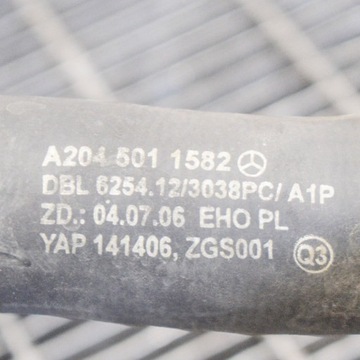 A204 501 1582
DBL 6254.12/3038PC/ A1P
ZD.: 04.07.06 EHO PL
YAP 141406, ZGS001 Q3